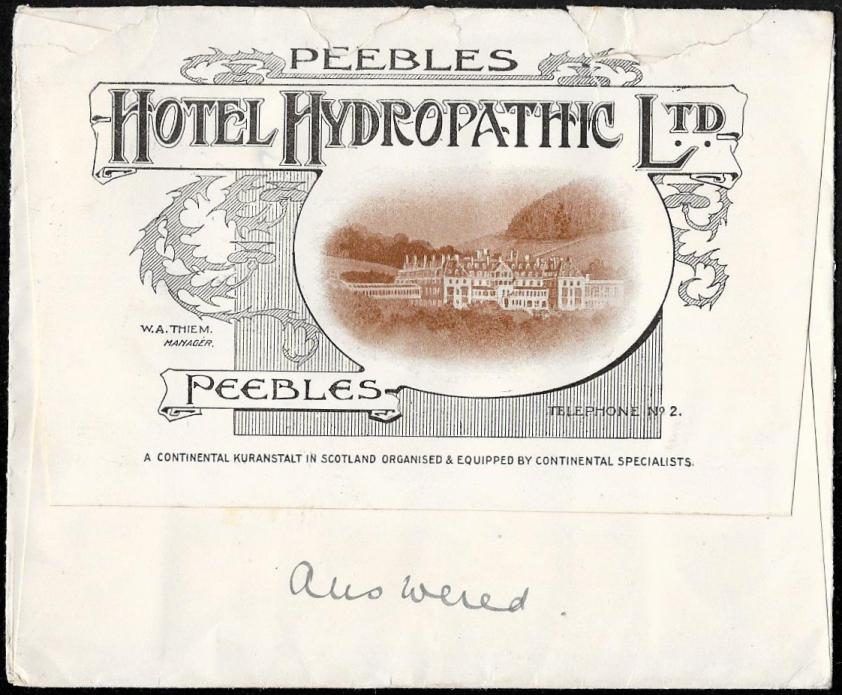 PEEBLES
HOTEL HYDROPATHIC LTD.
W.A. THIEM.
MANAGER.
PEEBLES
TELEPHONE Nº 2.
A CONTINENTAL KURANSTALT IN SCOTLAND ORGANISED & EQUIPPED BY CONTINENTAL SPECIALISTS.
Answered.